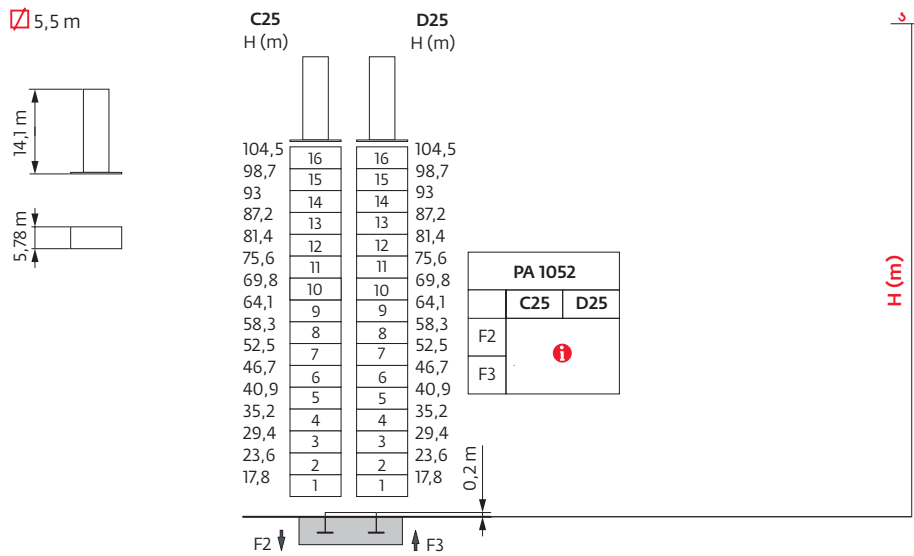 5,5 m
C25
H (m)
D25
H (m)
14,1 m
5,78 m
104,5 16 16 104,5
98,7 15 15 98,7
93 14 14 93
87,2 13 13 87,2
81,4 12 12 81,4
75,6 11 11 75,6
69,8 10 10 69,8
64,1 9 9 64,1
58,3 8 8 58,3
52,5 7 7 52,5
46,7 6 6 46,7
40,9 5 5 40,9
35,2 4 4 35,2
29,4 3 3 29,4
23,6 2 2 23,6
17,8 1 1 17,8
PA 1052
C25 D25
F2
i
F3
0,2 m
F2 F3
H (m)